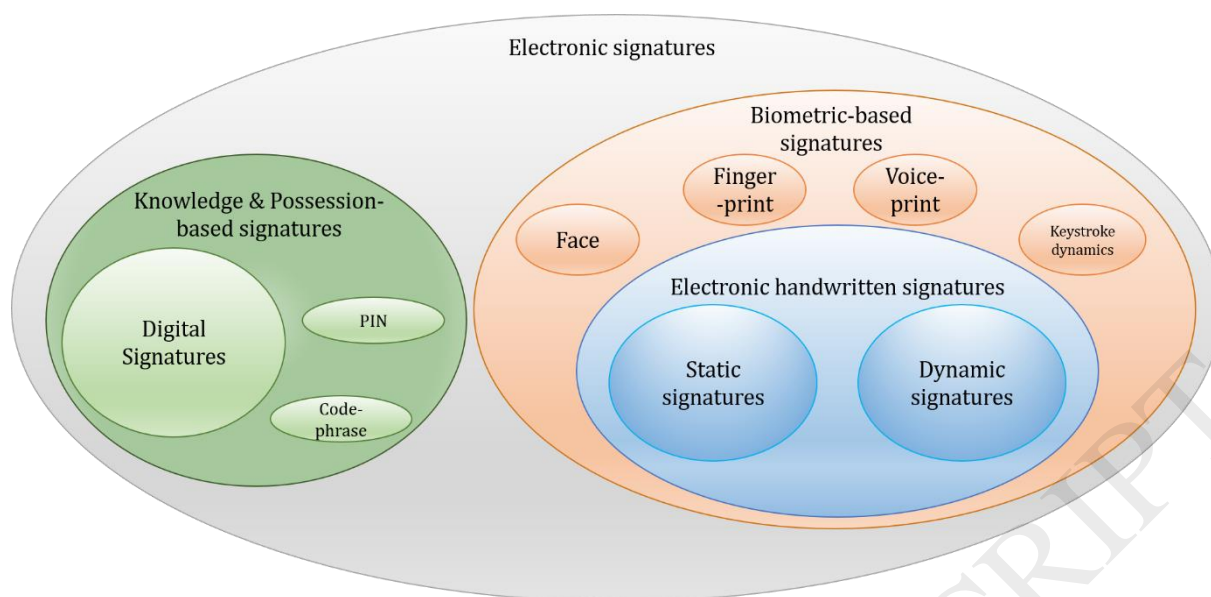 Electronic signatures
Biometric-based
signatures
Knowledge & Possession-
based signatures
Digital
Signatures
PIN
Code-
phrase
Face
Finger
-print
Voice-
print
Keystroke
dynamics
Electronic handwritten signatures
Static
signatures
Dynamic
signatures
CRIPT